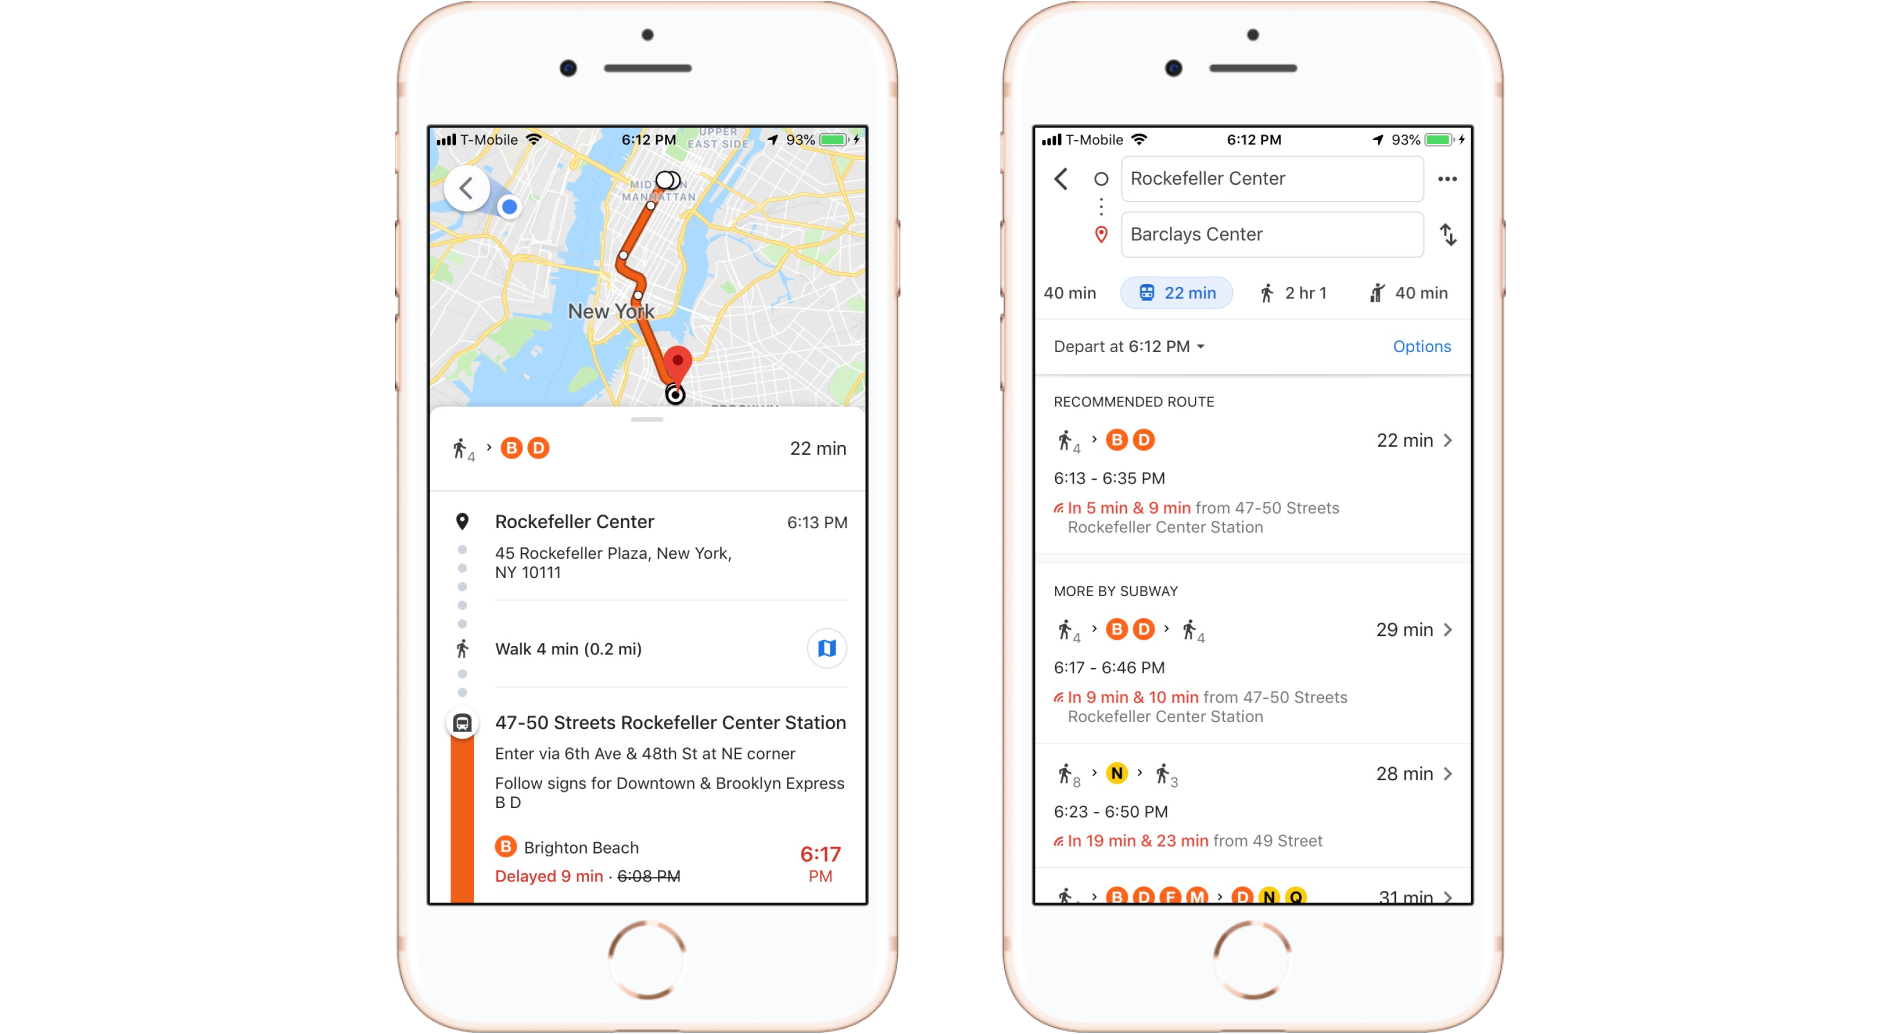 T-Mobile 6:12 PM 93%
UPPER
EAST SIDE
MANHATTAN
New York
4 B D 22 min
Rockefeller Center 6:13 PM
45 Rockefeller Plaza, New York,
NY 10111
Walk 4 min (0.2 mi)
47-50 Streets Rockefeller Center Station
Enter via 6th Ave & 48th St at NE corner
Follow signs for Downtown & Brooklyn Express
B D
B Brighton Beach 6:17
Delayed 9 min · 6:08 PM PM
T-Mobile 6:12 PM 93%
Rockefeller Center
Barclays Center
40 min 22 min 2 hr 1 40 min
Depart at 6:12 PM Options
RECOMMENDED ROUTE
4 B D 22 min
6:13 - 6:35 PM
In 5 min & 9 min from 47-50 Streets
Rockefeller Center Station
MORE BY SUBWAY
4 B D 4 29 min
6:17 - 6:46 PM
In 9 min & 10 min from 47-50 Streets
Rockefeller Center Station
8 N 3 28 min
6:23 - 6:50 PM
In 19 min & 23 min from 49 Street
B D F M D N Q 31 min